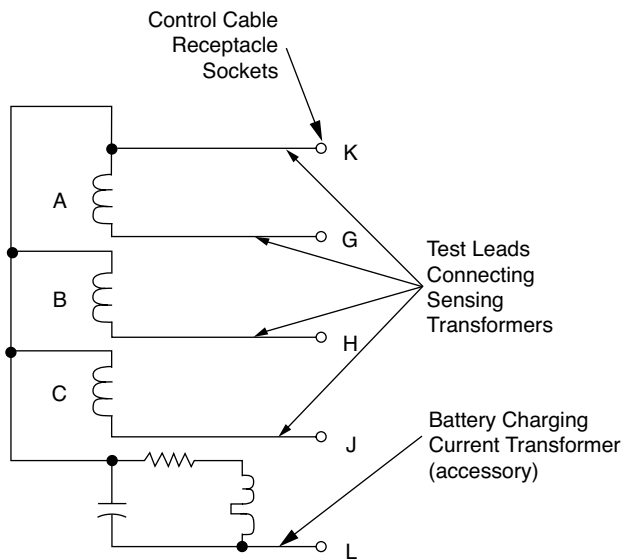 Control Cable
Receptacle
Sockets
K
A
G
Test Leads
Connecting
Sensing
Transformers
B
H
C
Battery Charging
Current Transformer
(accessory)
J
L